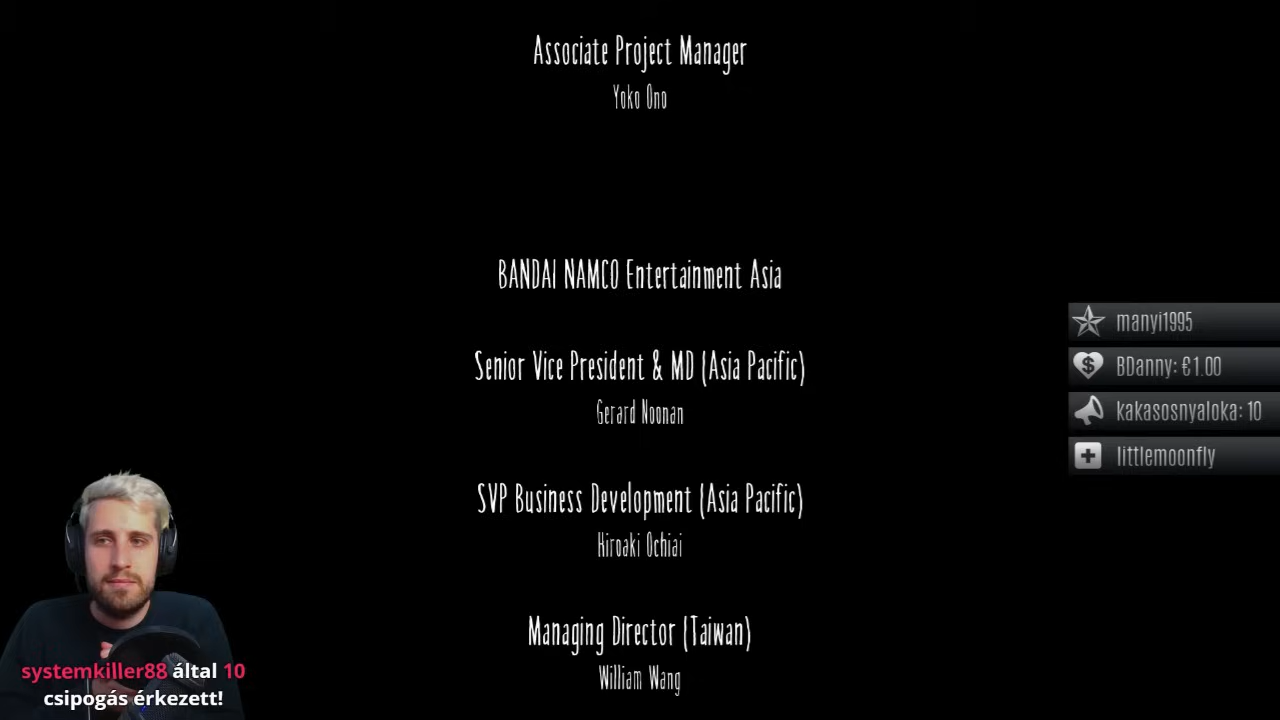 Associate Project Manager
Yoko Ono
BANDAI NAMCO Entertainment Asia
Senior Vice President & MD (Asia Pacific)
Gerard Noonan
SVP Business Development (Asia Pacific)
Hiroaki Ochiai
Managing Director (Taiwan)
William Wang
manyi1995
BDanny: €1.00
kakasosnyaloka: 10
littlemoonfly
systemkiller88 által 10
csipogás érkezett!